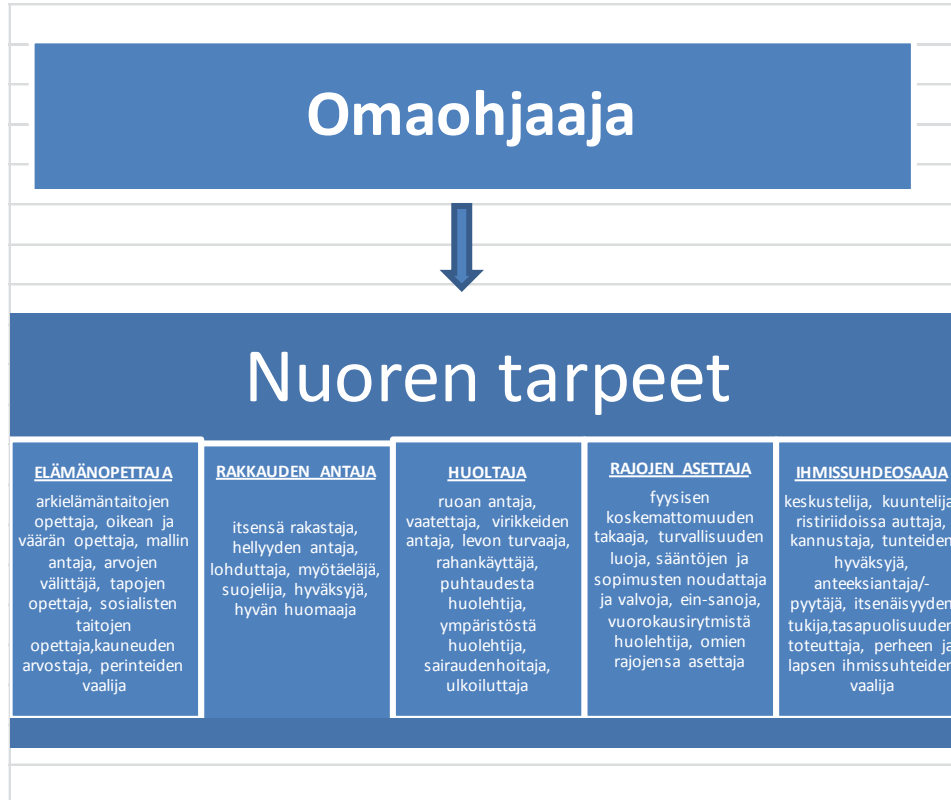 Omaohjaaja
Nuoren tarpeet
ELÄMÄNOPETTAJA
arkielämäntaitojen
opettaja, oikean ja
väärän opettaja, mallin
antaja, arvojen
välittäjä, tapojen
opettaja, sosialisten
taitojen
opettaja,kauneuden
arvostaja, perinteiden
vaalija
RAKKAUDEN ANTAJA
itsensä rakastaja,
hellyyden antaja,
lohduttaja, myötäeläjä,
suojelija, hyväksyjä,
hyvän huomaaja
HUOLTAJA
ruoan antaja,
vaatettaja, virikkeiden
antaja, levon turvaaja,
rahankäyttäjä,
puhtaudesta
huolehtija,
ympäristöstä
huolehtija,
sairaudenhoitaja,
ulkoiluttaja
RAJOJEN ASETTAJA
fyysisen
koskemattomuuden
takaaja, turvallisuuden
luoja, sääntöjen ja
sopimusten noudattaja
ja valvoja, ein-sanoja,
vuorokausirytmistä
huolehtija, omien
rajojensa asettaja
IHMISSUHDEOSAAJA
keskustelija, kuuntelija
ristiriidoissa auttaja,
kannustaja, tunteiden
hyväksyjä,
anteeksiantaja/-
pyytäjä, itsenäisyyden
tukija,tasapuolisuuden
toteuttaja, perheen ja
lapsen ihmissuhteiden
vaalija